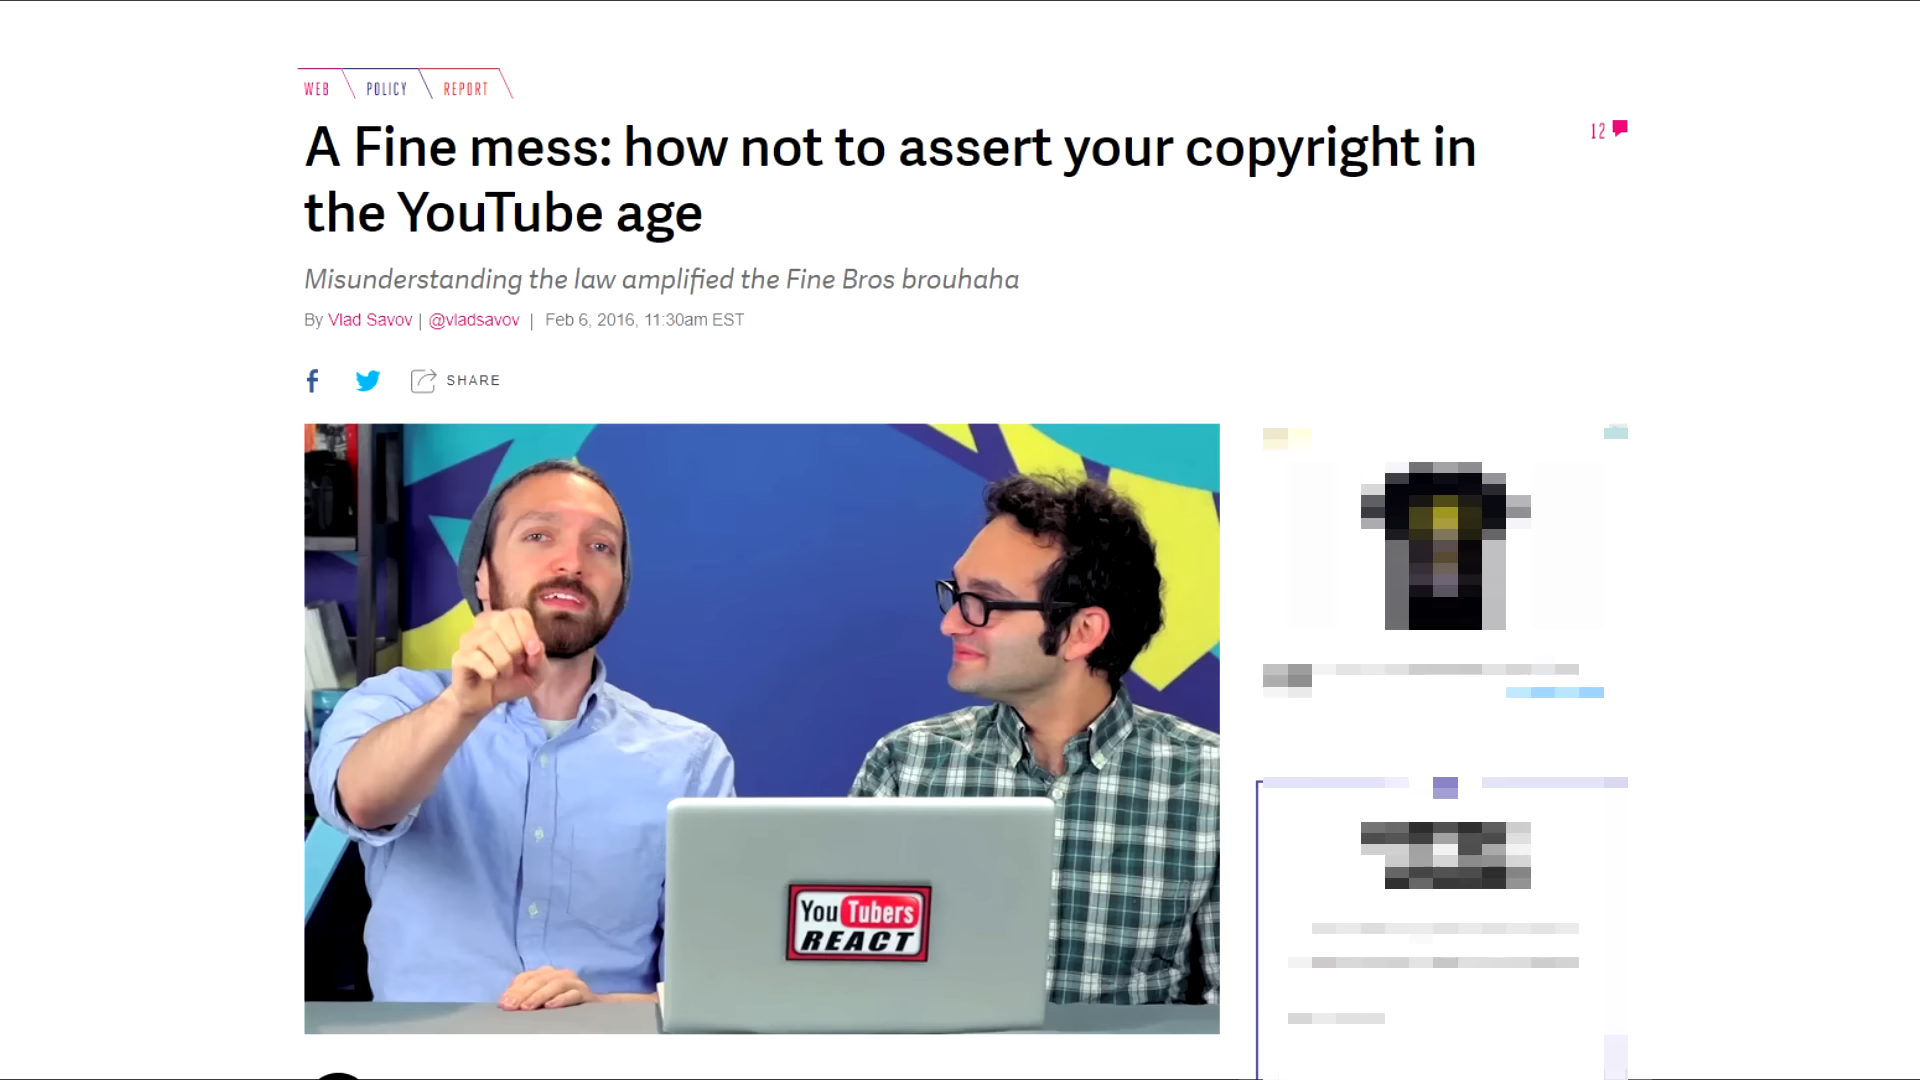 WEB POLICY REPORT
A Fine mess: how not to assert your copyright in
the YouTube age
12
Misunderstanding the law amplified the Fine Bros brouhaha
By Vlad Savov | @vladsavov | Feb 6, 2016, 11:30am EST
SHARE
YouTubers
REACT